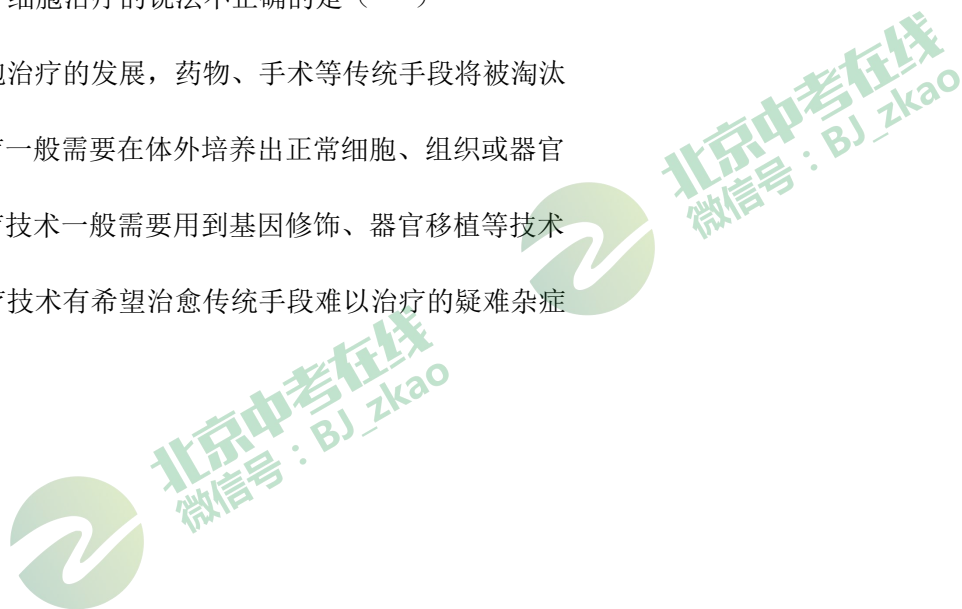 细胞治疗的说法不正确的是（ ）
治疗的发展，药物、手术等传统手段将被淘汰
一般需要在体外培养出正常细胞、组织或器官
技术一般需要用到基因修饰、器官移植等技术
技术有希望治愈传统手段难以治疗的疑难杂症
北京中考在线
微信号：BJ_zkao
北京中考在线
微信号：BJ_zkao